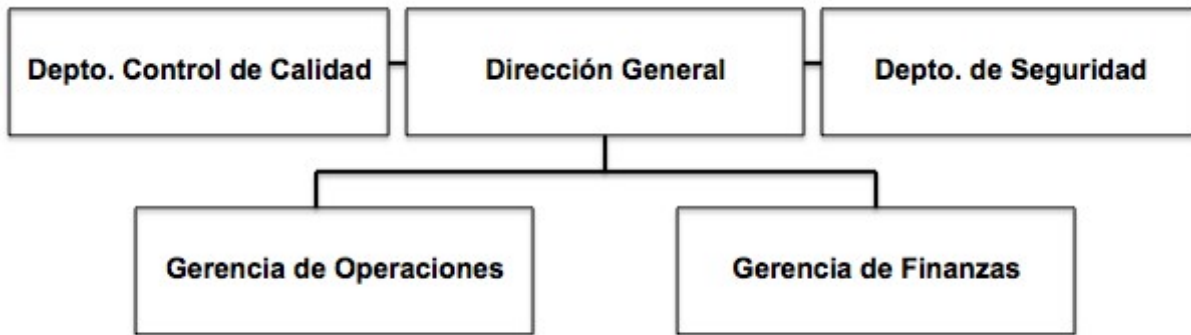 Depto. Control de Calidad
Dirección General
Depto. de Seguridad
Gerencia de Operaciones
Gerencia de Finanzas